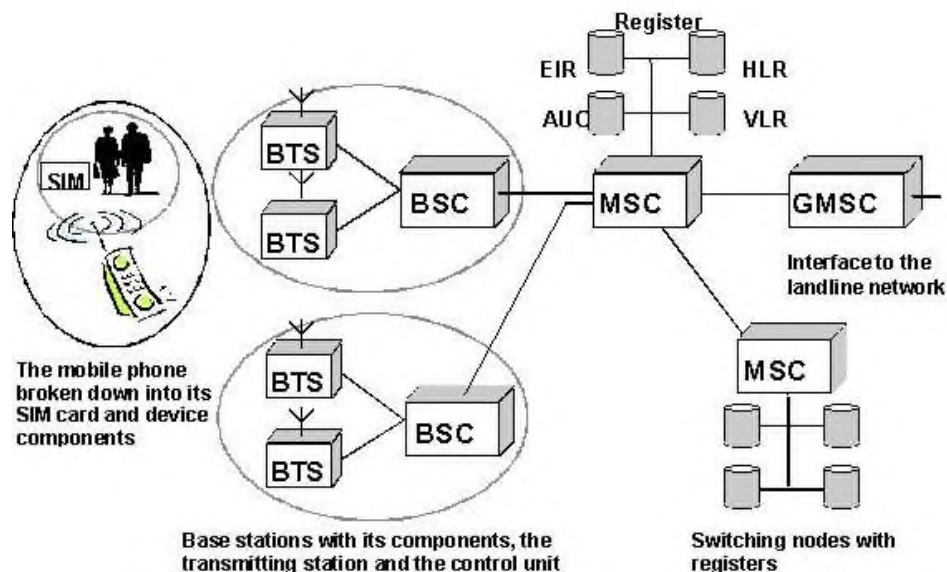 Register
EIR
HLR
AUC
VLR
SIM
BTS
BTS
BSC
MSC
GMSC
Interface to the
landline network
The mobile phone
broken down into its
SIM card and device
components
BTS
BTS
BSC
MSC
Base stations with its components, the
transmitting station and the control unit
Switching nodes with
registers